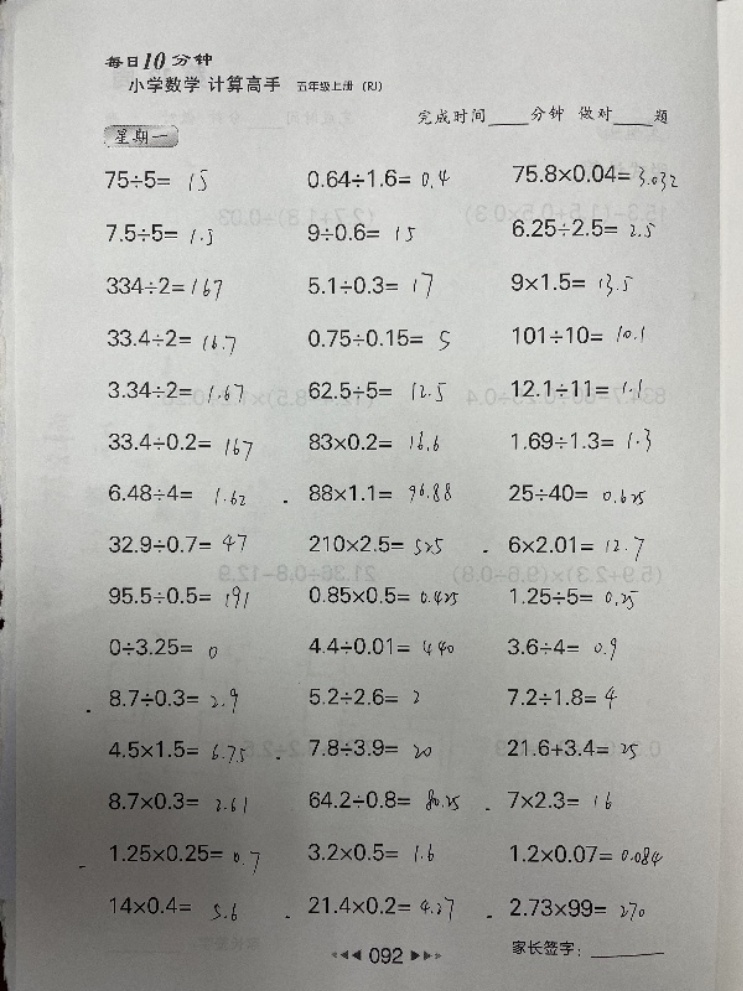 每日10分钟
小学数学 计算高手 五年级上册 (RJ)
完成时间____分钟 做对____题
星期一
75÷5= 15 0.64÷1.6= 0.4 75.8×0.04= 3.032
7.5÷5= 1.5 9÷0.6= 15 6.25÷2.5= 2.5
334÷2= 167 5.1÷0.3= 17 9×1.5= 13.5
33.4÷2= 16.7 0.75÷0.15= 5 101÷10= 10.1
3.34÷2= 1.67 62.5÷5= 12.5 12.1÷11= 1.1
33.4÷0.2= 167 83×0.2= 16.6 1.69÷1.3= 1.3
6.48÷4= 1.62 88×1.1= 96.88 25÷40= 0.625
32.9÷0.7= 47 210×2.5= 525 6×2.01= 12.7
95.5÷0.5= 191 0.85×0.5= 0.425 1.25÷5= 0.25
0÷3.25= 0 4.4÷0.01= 440 3.6÷4= 0.9
8.7÷0.3= 2.9 5.2÷2.6= 2 7.2÷1.8= 4
4.5×1.5= 6.75 7.8÷3.9= 20 21.6+3.4= 25
8.7×0.3= 2.61 64.2÷0.8= 80.25 7×2.3= 16
1.25×0.25= 0.7 3.2×0.5= 1.6 1.2×0.07= 0.084
14×0.4= 5.6 21.4×0.2= 4.27 2.73×99= 270
092
家长签字：______